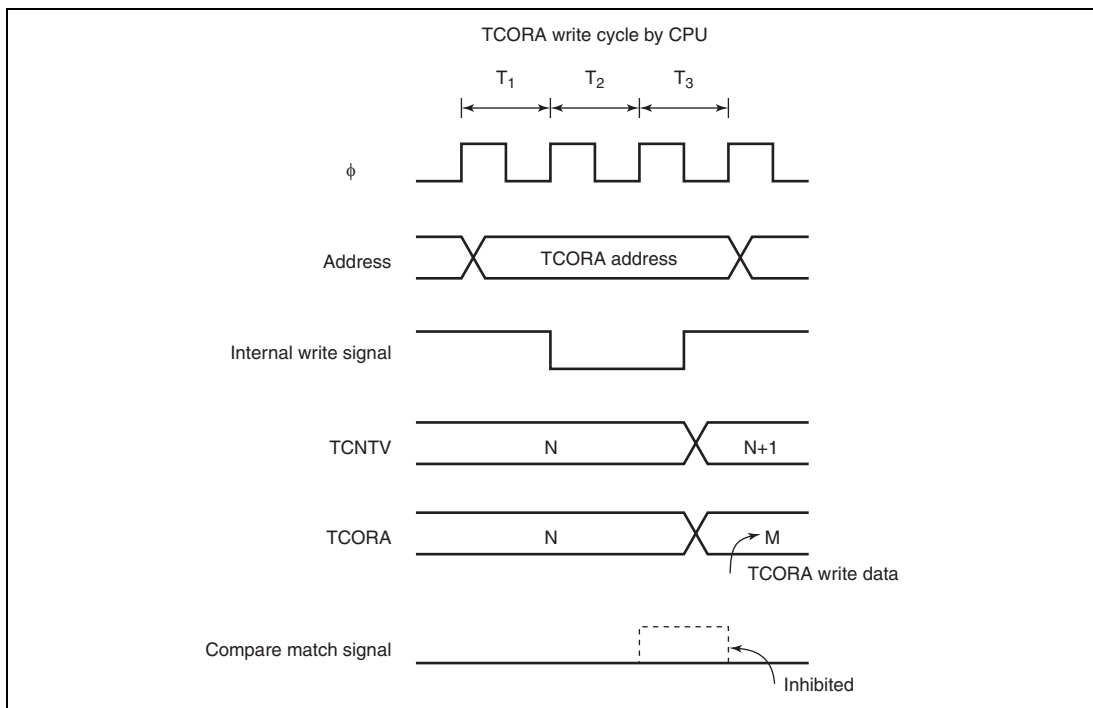 TCORA write cycle by CPU
T1 T2 T3
ϕ
Address
TCORA address
Internal write signal
TCNTV
N
N+1
TCORA
N
M
TCORA write data
Compare match signal
Inhibited